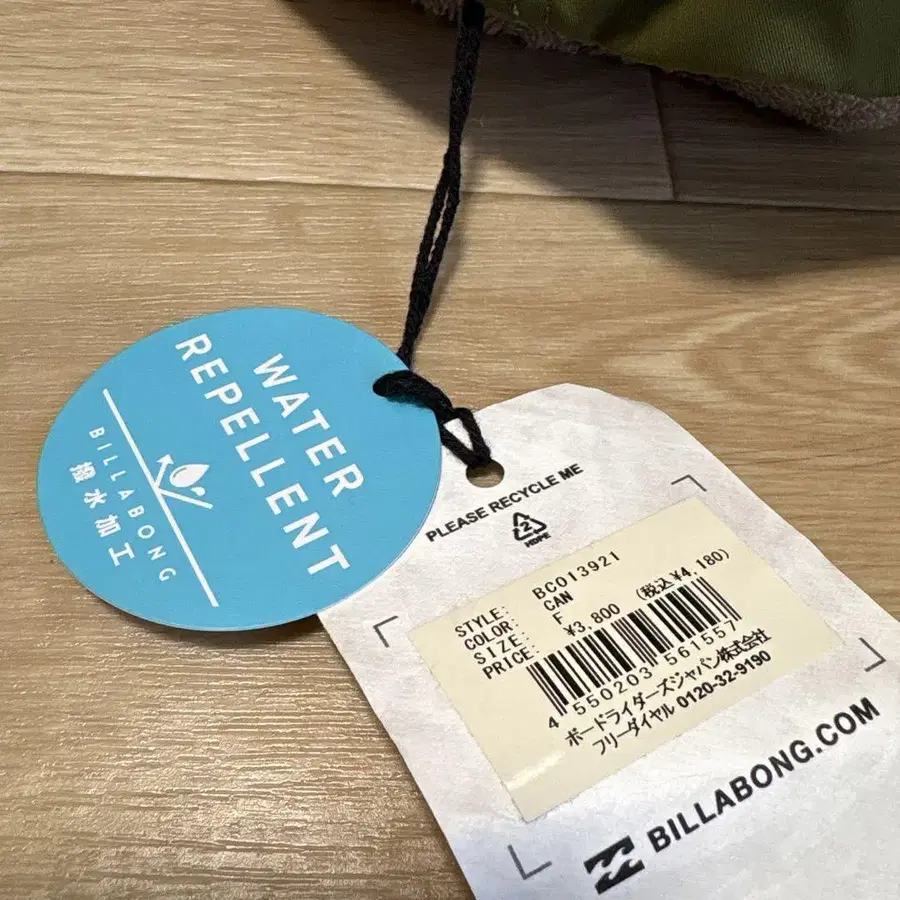 WATER
REPELLENT
BILLABONG
撥水加工
PLEASE RECYCLE ME
2
HDPE
STYLE: BC013921
COLOR: CAN
SIZE: F
PRICE: ¥3,800 (税込¥4,180)
4 550203 561557
ボードライダーズジャパン株式会社
フリーダイヤル 0120-32-9190
BILLABONG.COM